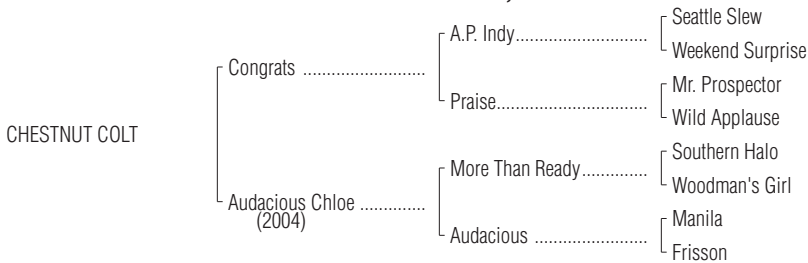 Seattle Slew
A.P. Indy..............................
Weekend Surprise
Congrats ............................
Mr. Prospector
Praise..................................
Wild Applause
CHESTNUT COLT
Southern Halo
More Than Ready...............
Woodman's Girl
Audacious Chloe ...............
(2004)
Manila
Audacious ..........................
Frisson